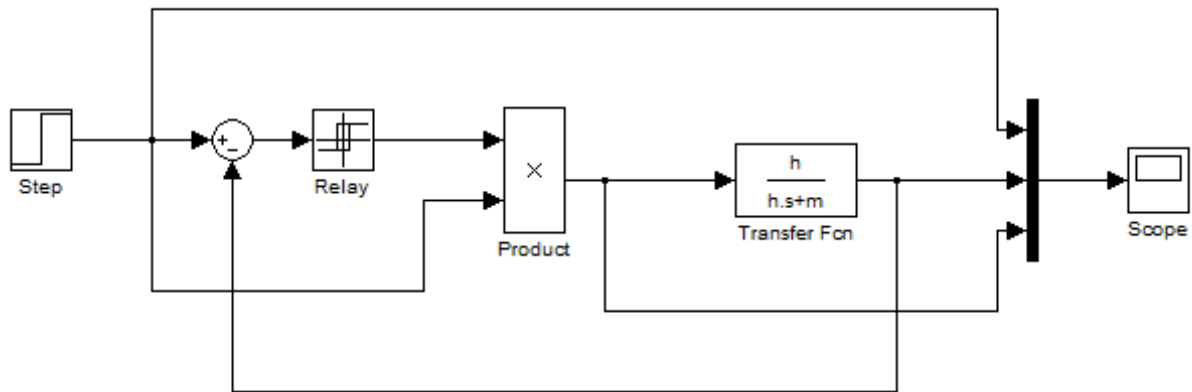 Step
+
−
Relay
×
Product
h
h.s+m
Transfer Fcn
Scope